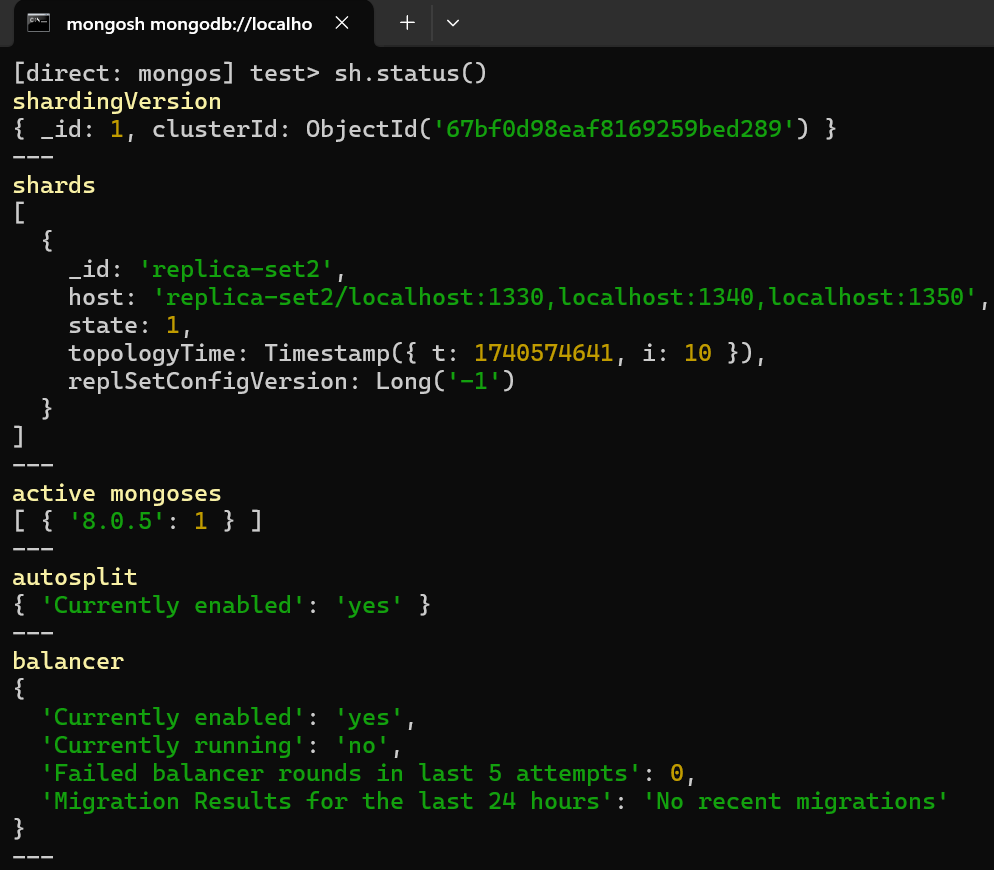 mongosh mongodb://localho
[direct: mongos] test> sh.status()
shardingVersion
{ _id: 1, clusterId: ObjectId('67bf0d98eaf8169259bed289') }
---
shards
[
  {
    _id: 'replica-set2',
    host: 'replica-set2/localhost:1330,localhost:1340,localhost:1350',
    state: 1,
    topologyTime: Timestamp({ t: 1740574641, i: 10 }),
    replSetConfigVersion: Long('-1')
  }
]
---
active mongoses
[ { '8.0.5': 1 } ]
---
autosplit
{ 'Currently enabled': 'yes' }
---
balancer
{
  'Currently enabled': 'yes',
  'Currently running': 'no',
  'Failed balancer rounds in last 5 attempts': 0,
  'Migration Results for the last 24 hours': 'No recent migrations'
}
---